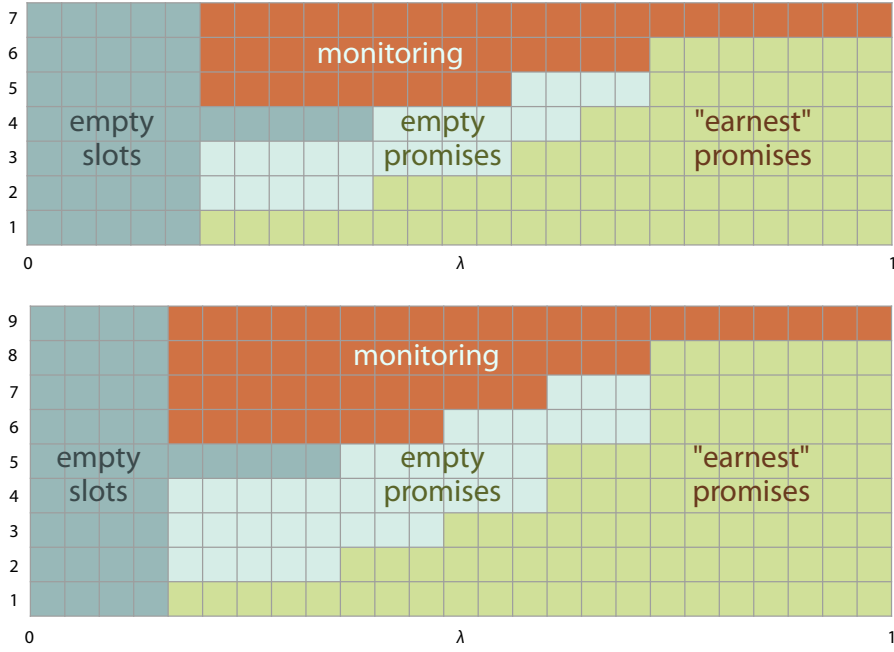 7
6
monitoring
5
4
empty
empty
"earnest"
3
slots
promises
promises
2
1
0
λ
1
9
8
monitoring
7
6
5
empty
empty
"earnest"
4
slots
promises
promises
3
2
1
0
λ
1